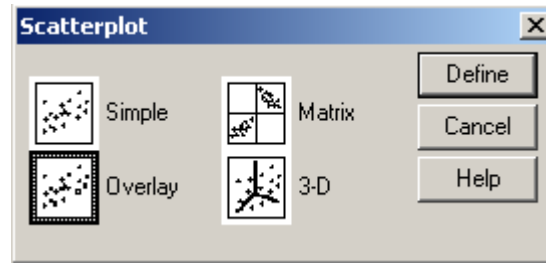 Scatterplot
Define
Simple
Matrix
Cancel
Overlay
3-D
Help